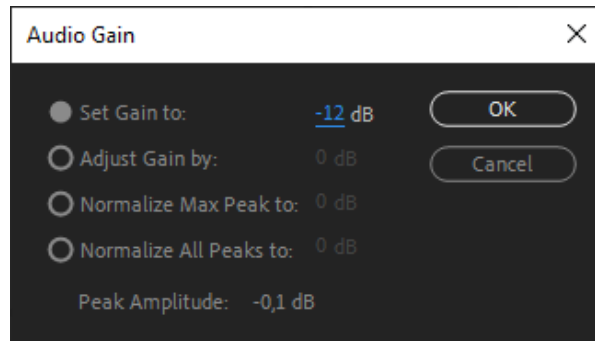 Audio Gain
Set Gain to: -12 dB OK
Adjust Gain by: 0 dB Cancel
Normalize Max Peak to: 0 dB
Normalize All Peaks to: 0 dB
Peak Amplitude: -0,1 dB